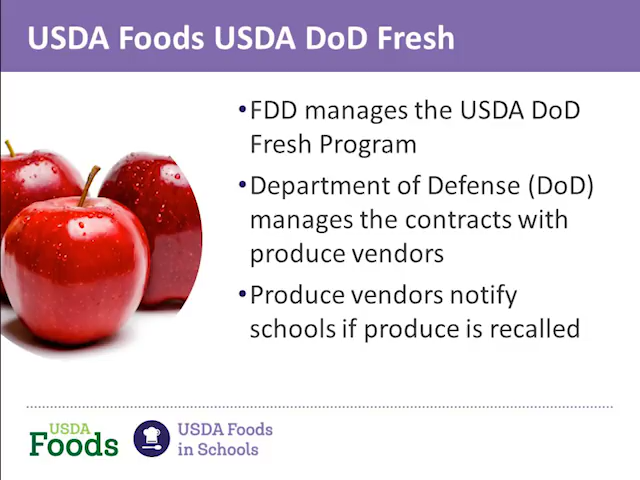 USDA Foods USDA DoD Fresh
•FDD manages the USDA DoD
Fresh Program
•Department of Defense (DoD)
manages the contracts with
produce vendors
•Produce vendors notify
schools if produce is recalled
USDA
Foods
USDA Foods
in Schools